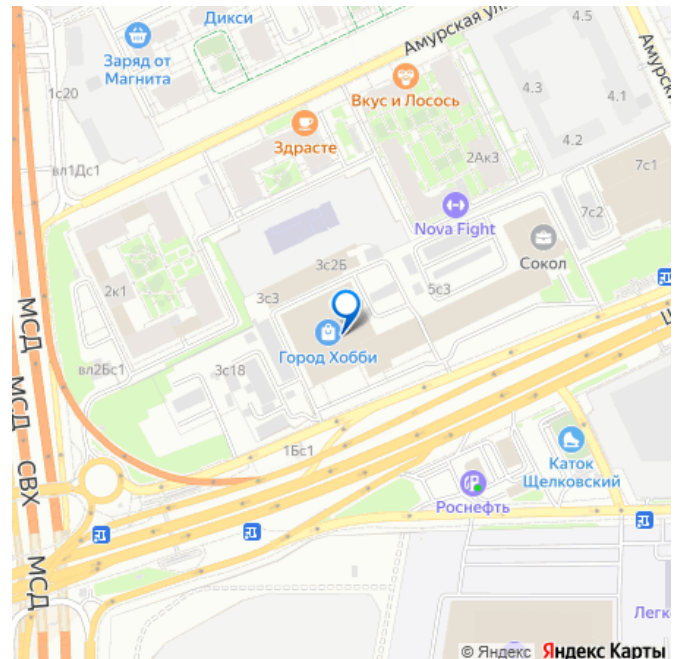 Дикси
4.5
Заряд от
Магнита
Амурская ул.
1с20
Вкус и Лосось
4.3
4.1
Здрасте
4.2
2Ак3
вл1Дс1
7с1
Nova Fight
7с2
Сокол
3с2Б
2к1
3с3
5с3
МСД
Город Хобби
вл2Бс1
3с18
МСД
1Бс1
Каток
Щелковский
СВХ
Роснефть
МСД
© Яндекс Яндекс Карты